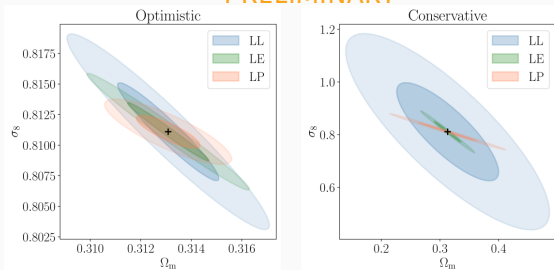 PRELIMINARY
Optimistic
LL
LE
LP
σ8
0.8175
0.8150
0.8125
0.8100
0.8075
0.8050
0.8025
0.310
0.312
0.314
0.316
Ωm
Conservative
LL
LE
LP
σ8
1.2
1.0
0.8
0.6
0.2
0.3
0.4
Ωm